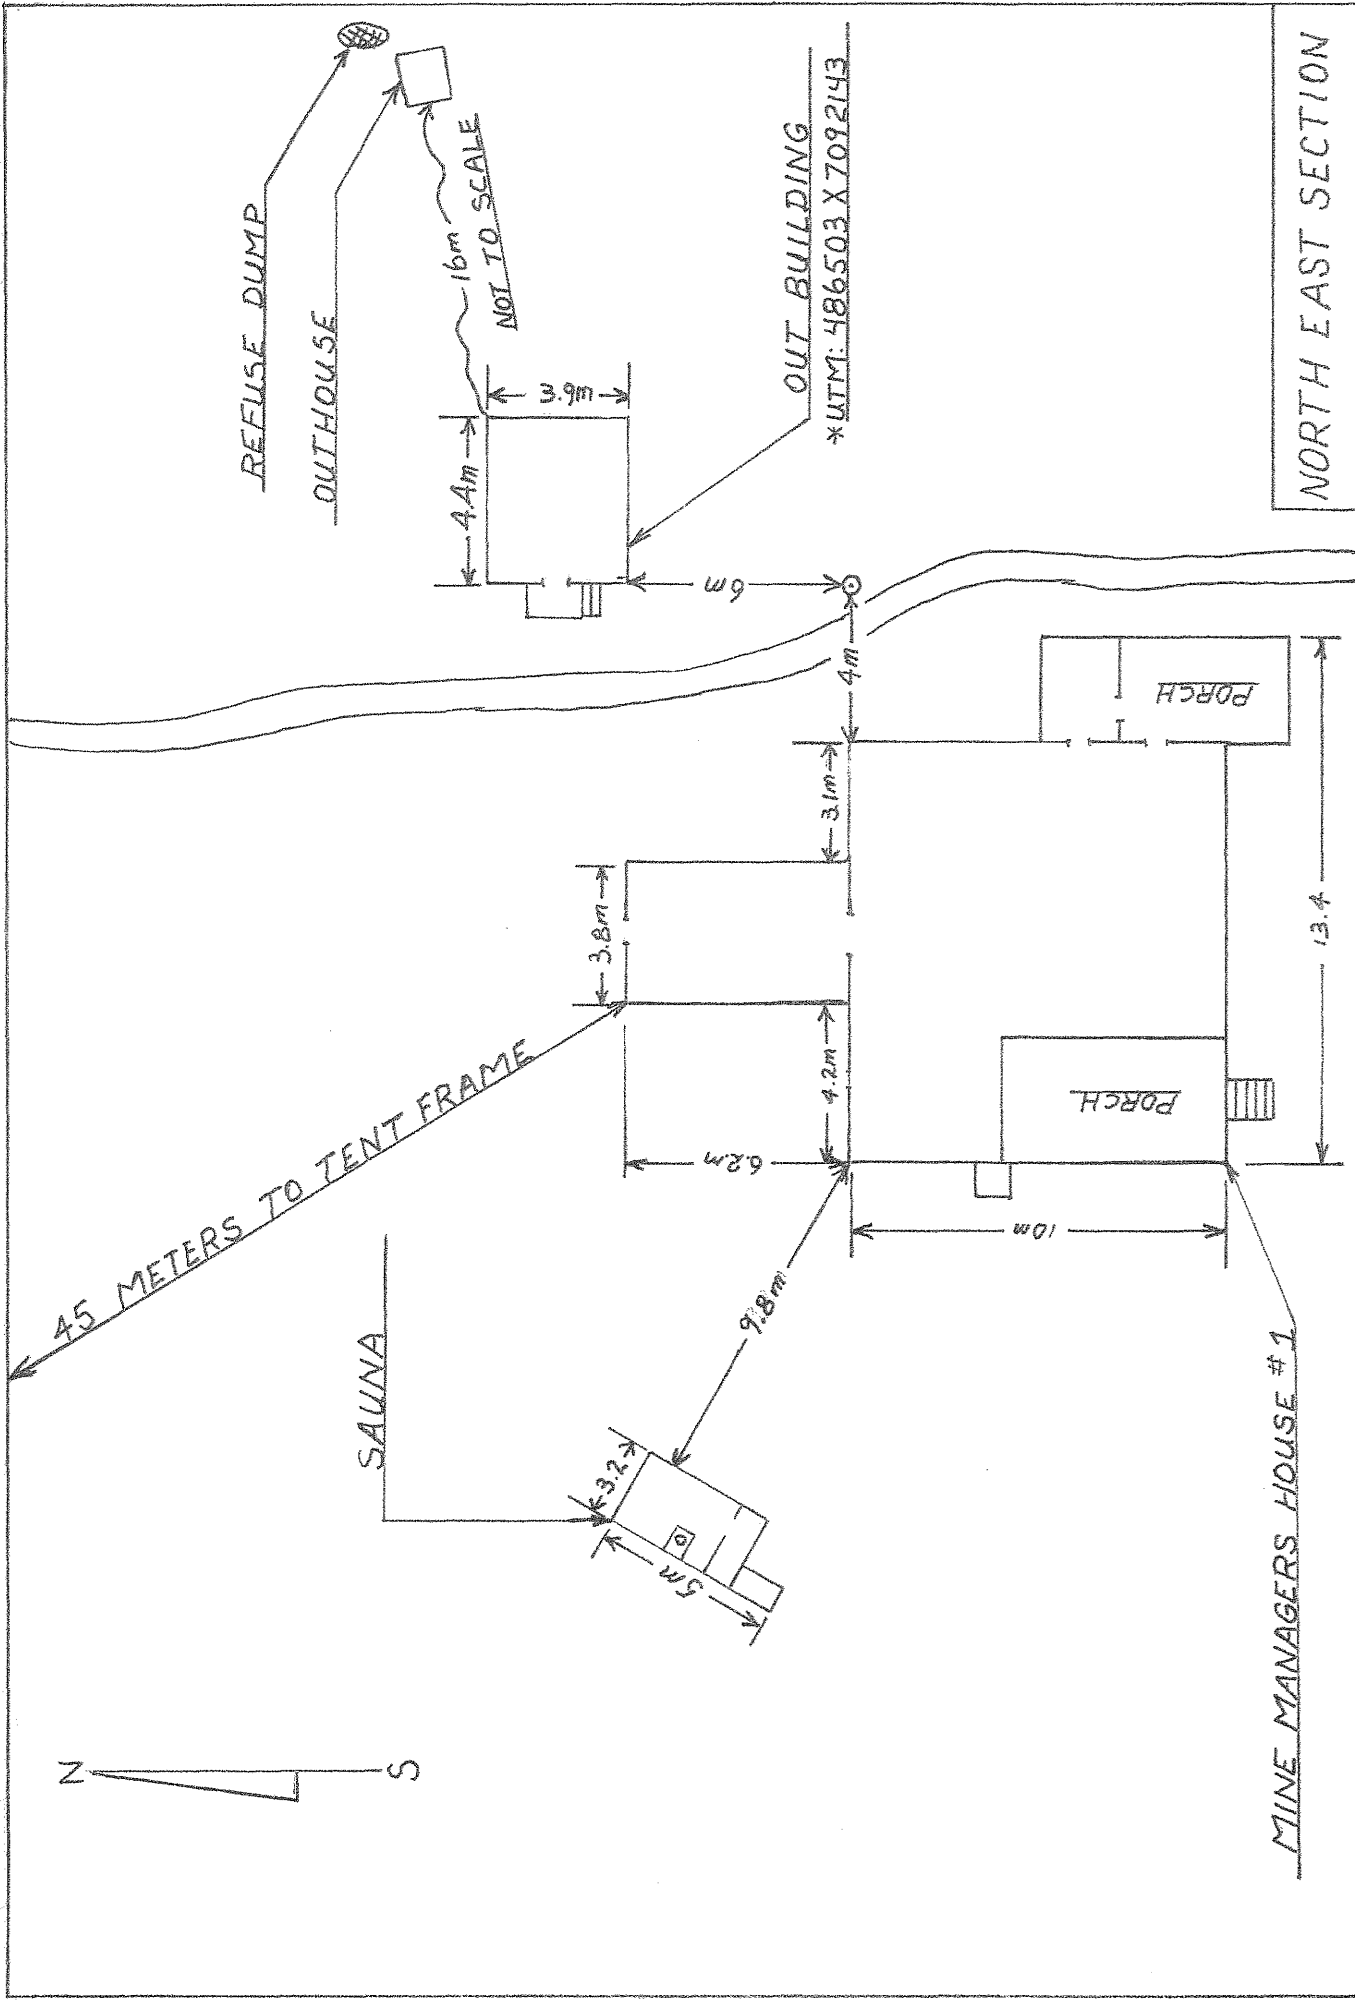 REFUSE DUMP
OUTHOUSE
16m
NOT TO SCALE
3.9m
4.4m
OUT BUILDING
*UTM: 486503 X 7092143
NORTH EAST SECTION
6m
4m
PORCH
3.1m
3.8m
13.4
4.2m
PORCH
6.2m
10m
45 METERS TO TENT FRAME
SAUNA
9.8m
3.2
5m
MINE MANAGERS HOUSE #1
N
S